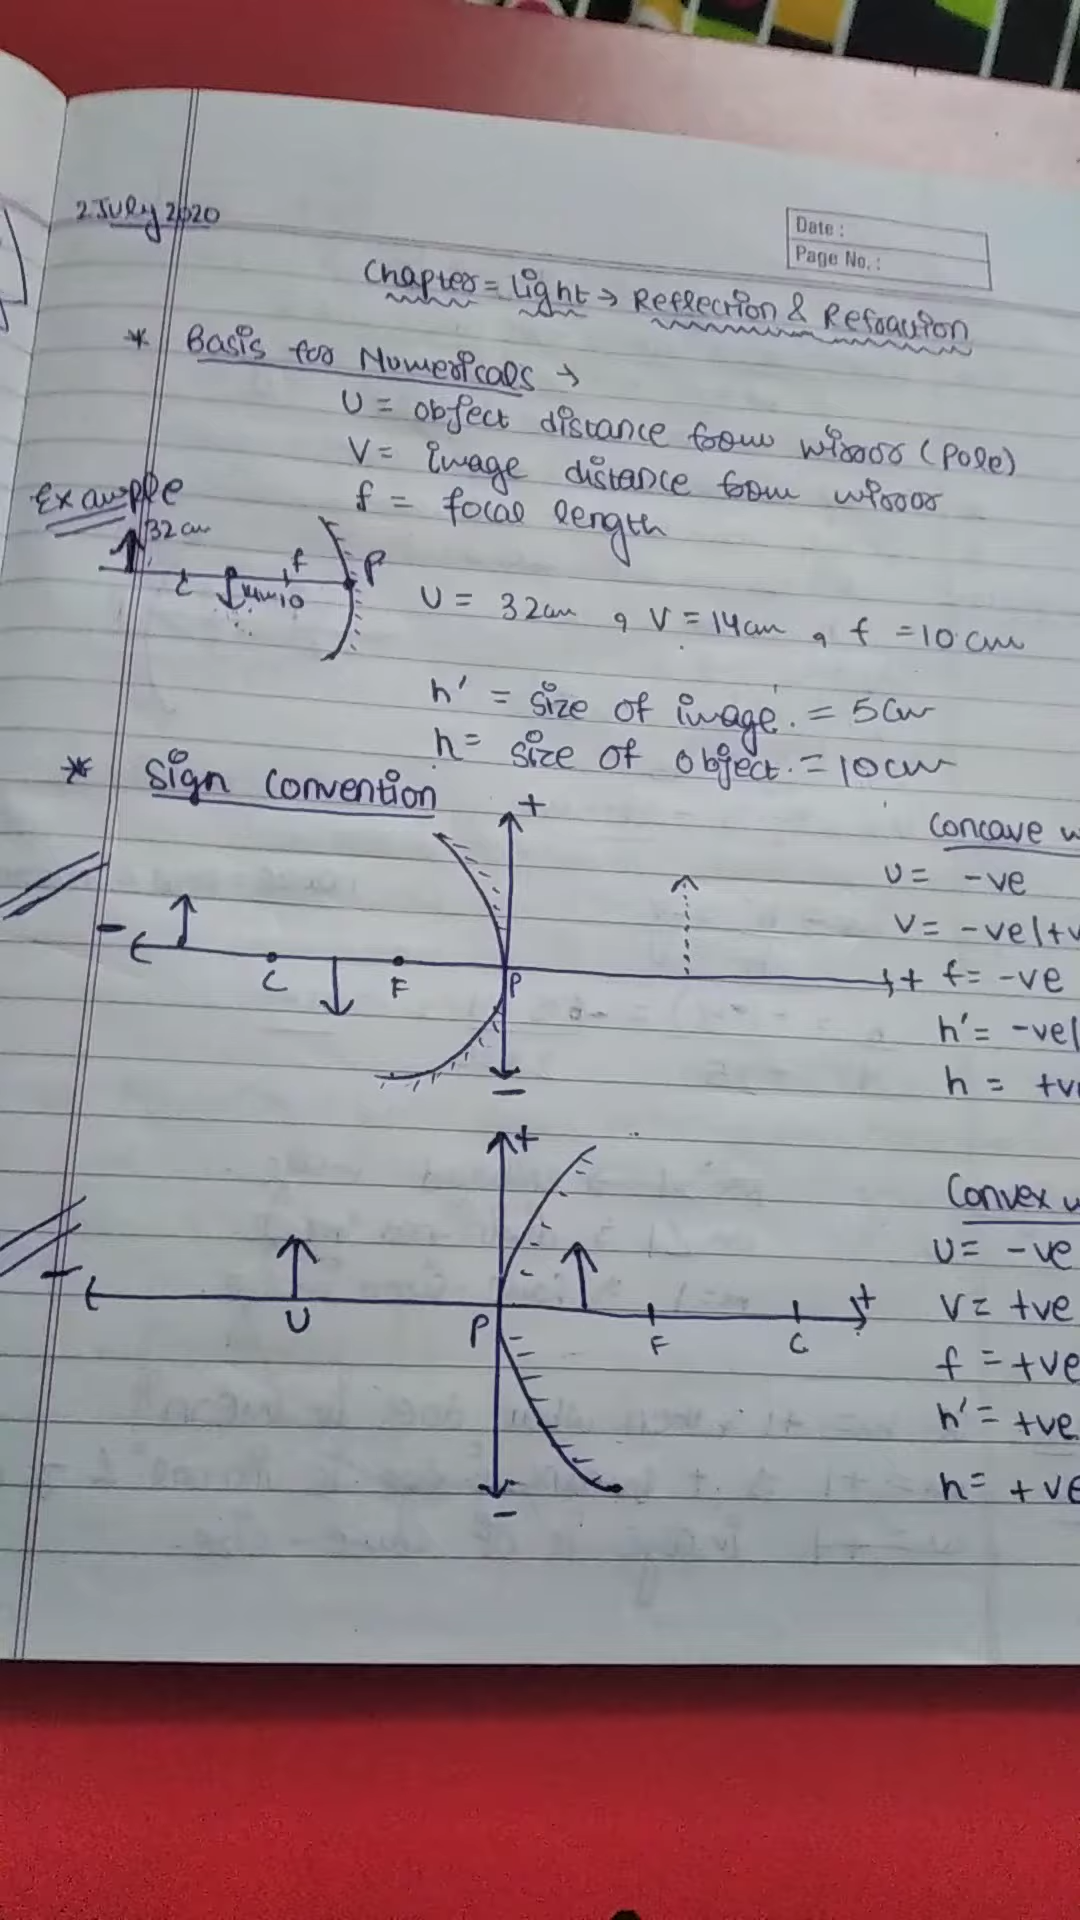 2 July 2020
Date :
Page No. :
Chapter = Light → Reflection & Refraction
* Basis for Numericals →
U = object distance from mirror (pole)
V = image distance from mirror
f = focal length
Example
32cm
C
f
P
10
U = 32cm , V = 14cm , f = 10 cm
h' = size of image. = 5cm
h = size of object. = 10cm
* Sign Convention
+
Concave
U = -ve
V = -ve/+v
- C F P + f = -ve
h' = -ve/
h = +v
-
+
Convex
U = -ve
- +
V = +ve
U P F C
f = +ve
h' = +ve
h = +ve
-